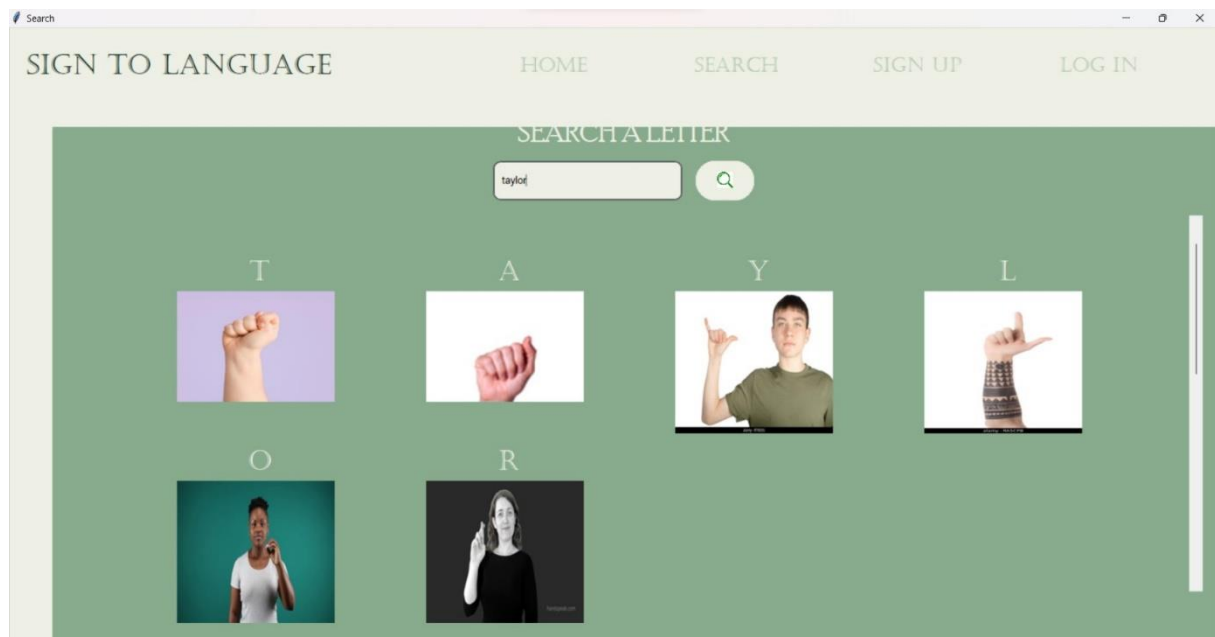 Search
SIGN TO LANGUAGE
HOME SEARCH SIGN UP LOG IN
SEARCH A LETTER
taylor
T A Y L
O R